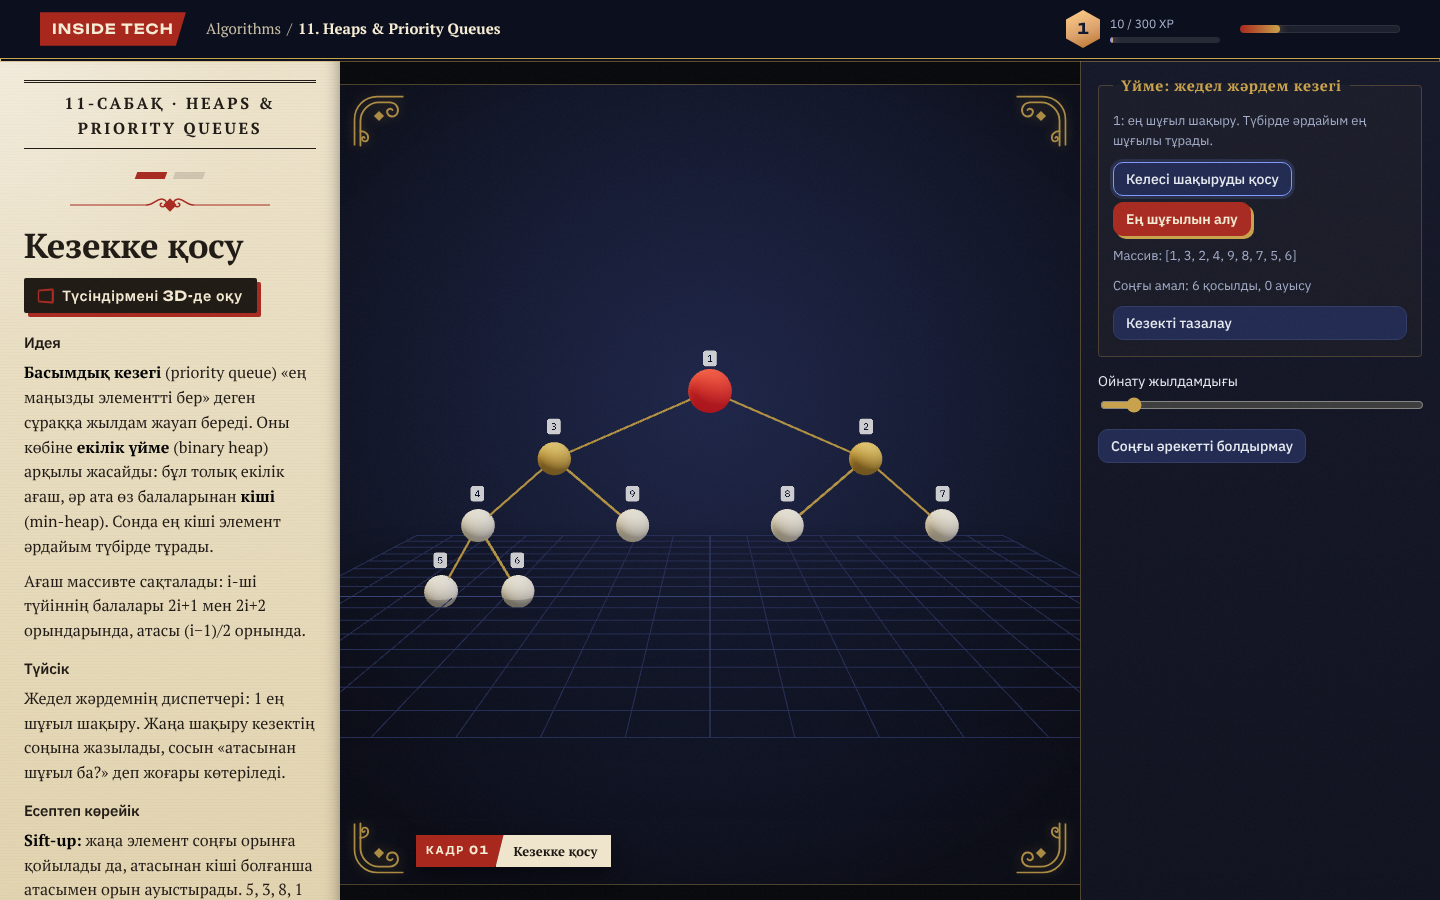 INSIDE TECH
Algorithms / 11. Heaps & Priority Queues
1
10 / 300 XP
11-САБАҚ · HEAPS &
PRIORITY QUEUES
Кезекке қосу
Түсіндірмені 3D-де оқу
Идея
Басымдық кезегі (priority queue) «ең
маңызды элементті бер» деген
сұраққа жылдам жауап береді. Оны
көбіне екілік үйме (binary heap)
арқылы жасайды: бұл толық екілік
ағаш, әр ата өз балаларынан кіші
(min-heap). Сонда ең кіші элемент
әрдайым түбірде тұрады.
Ағаш массивте сақталады: i-ші
түйіннің балалары 2i+1 мен 2i+2
орындарында, атасы (i−1)/2 орнында.
Түйсік
Жедел жәрдемнің диспетчері: 1 ең
шұғыл шақыру. Жаңа шақыру кезектің
соңына жазылады, сосын «атасынан
шұғыл ба?» деп жоғары көтеріледі.
Есептеп көрейік
Sift-up: жаңа элемент соңғы орынға
қойылады да, атасынан кіші болғанша
атасымен орын ауыстырады. 5, 3, 8, 1
1
3
2
4
9
8
7
5
6
КАДР 01
Кезекке қосу
Үйме: жедел жәрдем кезегі
1: ең шұғыл шақыру. Түбірде әрдайым ең
шұғылы тұрады.
Келесі шақыруды қосу
Ең шұғылын алу
Массив: [1, 3, 2, 4, 9, 8, 7, 5, 6]
Соңғы амал: 6 қосылды, 0 ауысу
Кезекті тазалау
Ойнату жылдамдығы
Соңғы әрекетті болдырмау